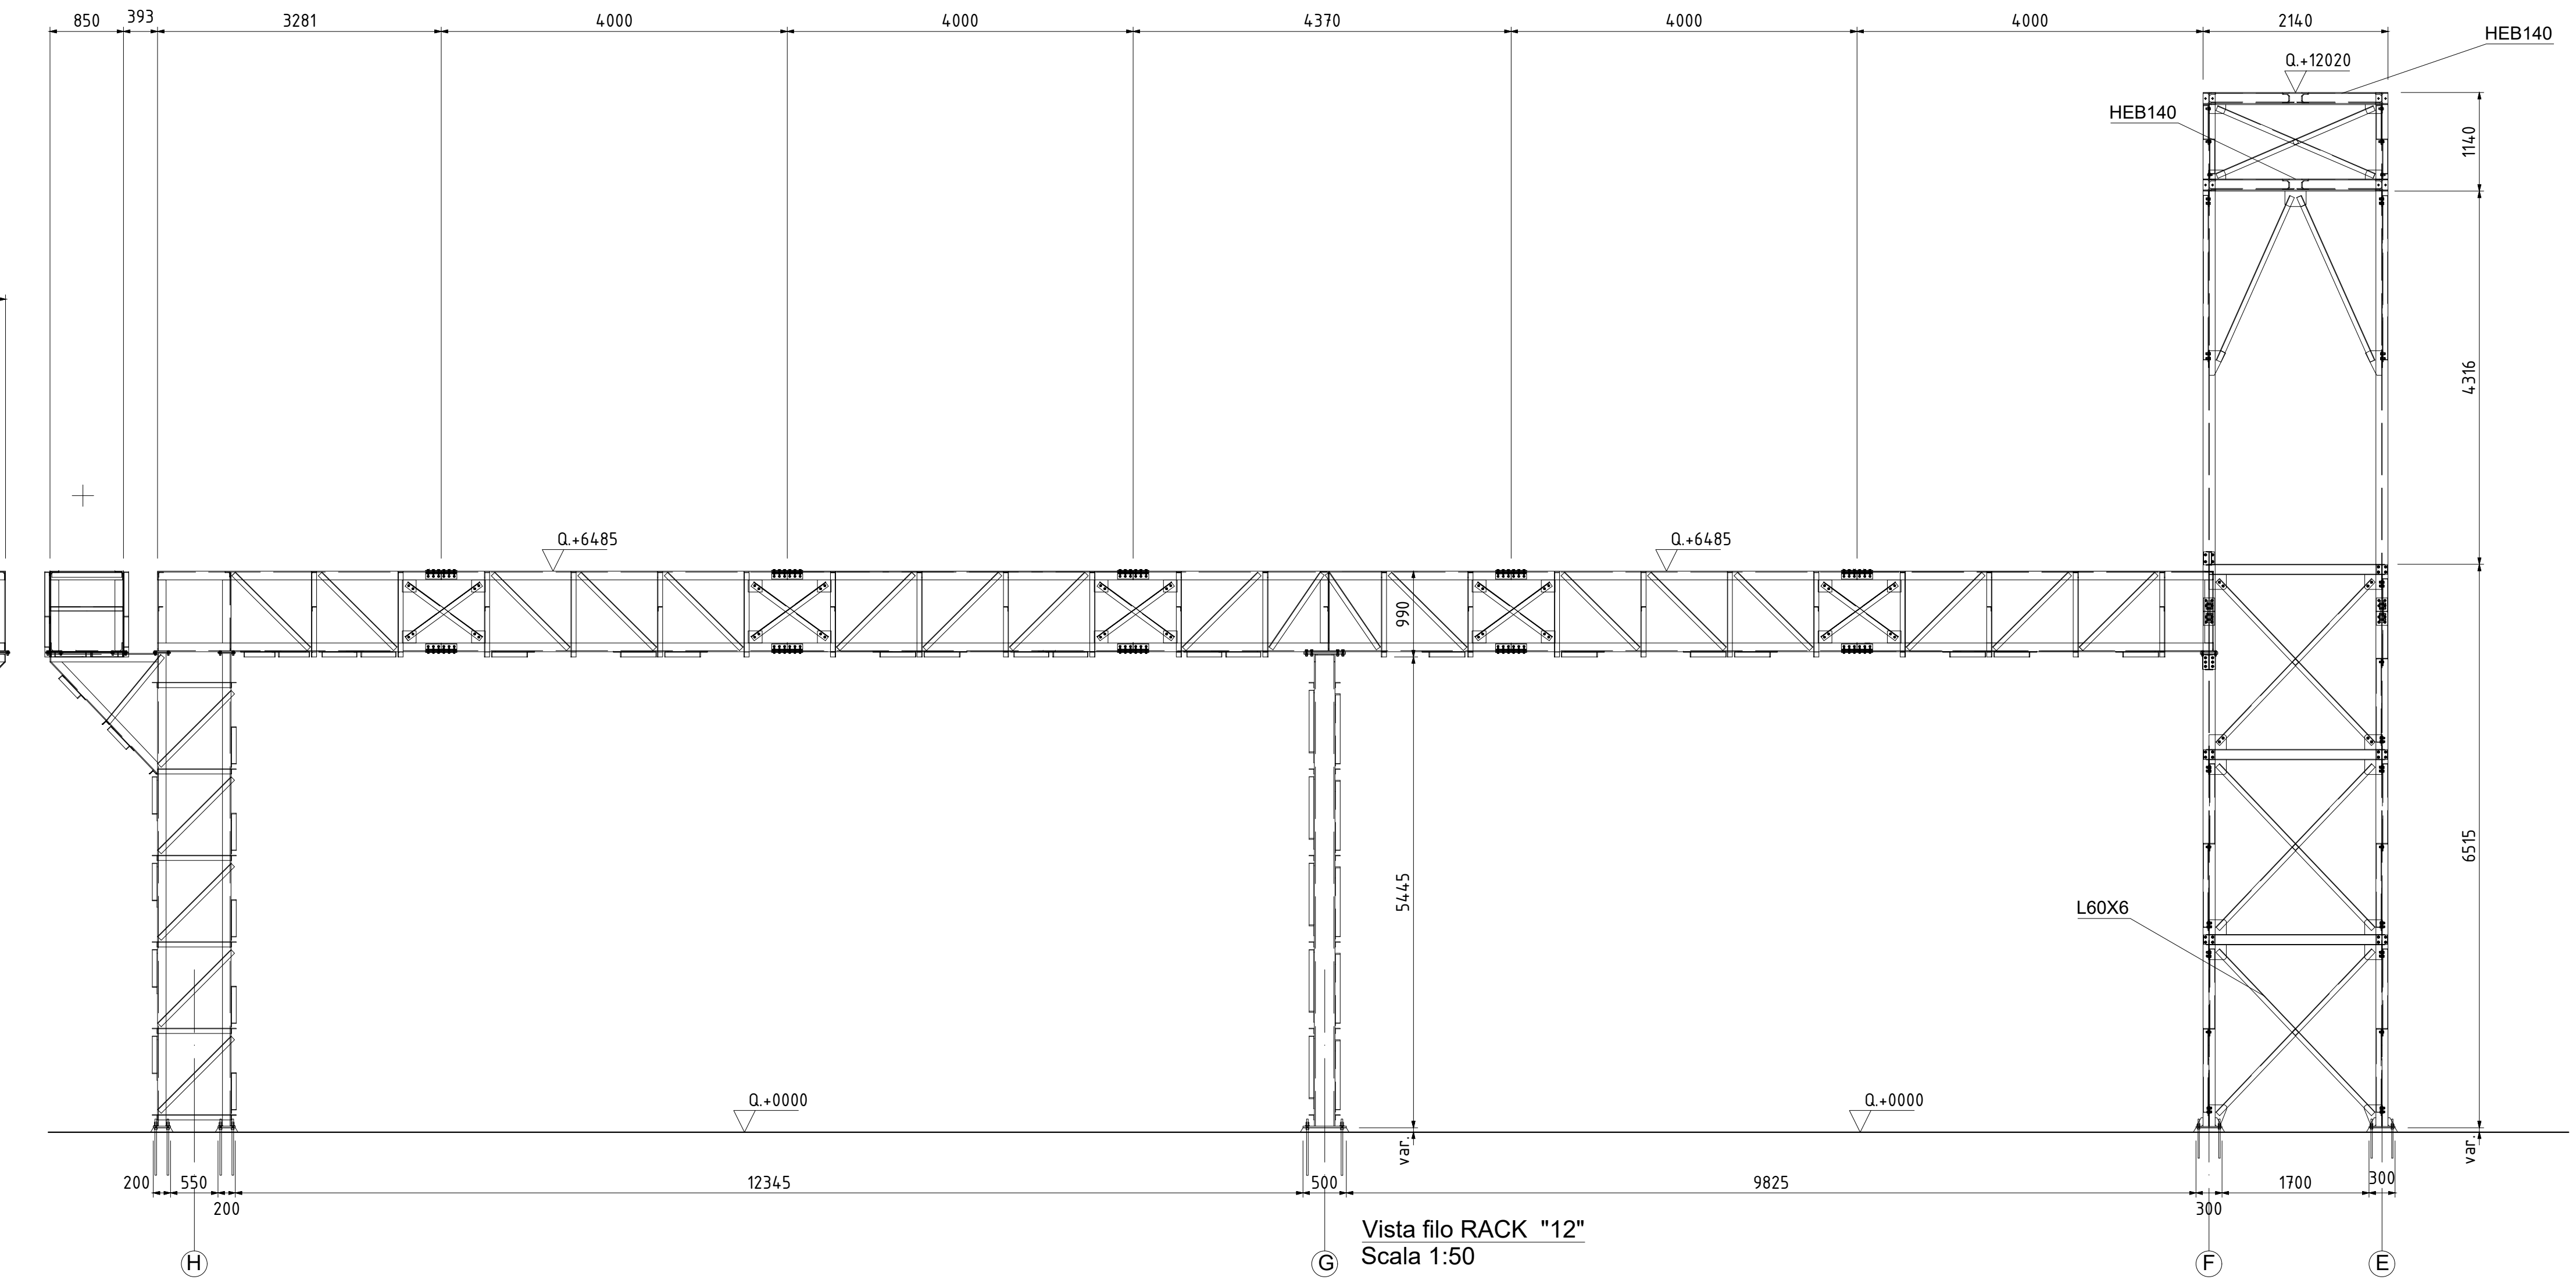 850
393
3281
4000
4000
4370
4000
4000
2140
HEB140
Q.+12020
HEB140
1140
4316
Q.+6485
Q.+6485
990
6515
5445
L60X6
Q.+0000
Q.+0000
var.
var.
200
550
200
12345
500
9825
300
1700
300
Vista filo RACK "12"
Scala 1:50
H
G
F
E